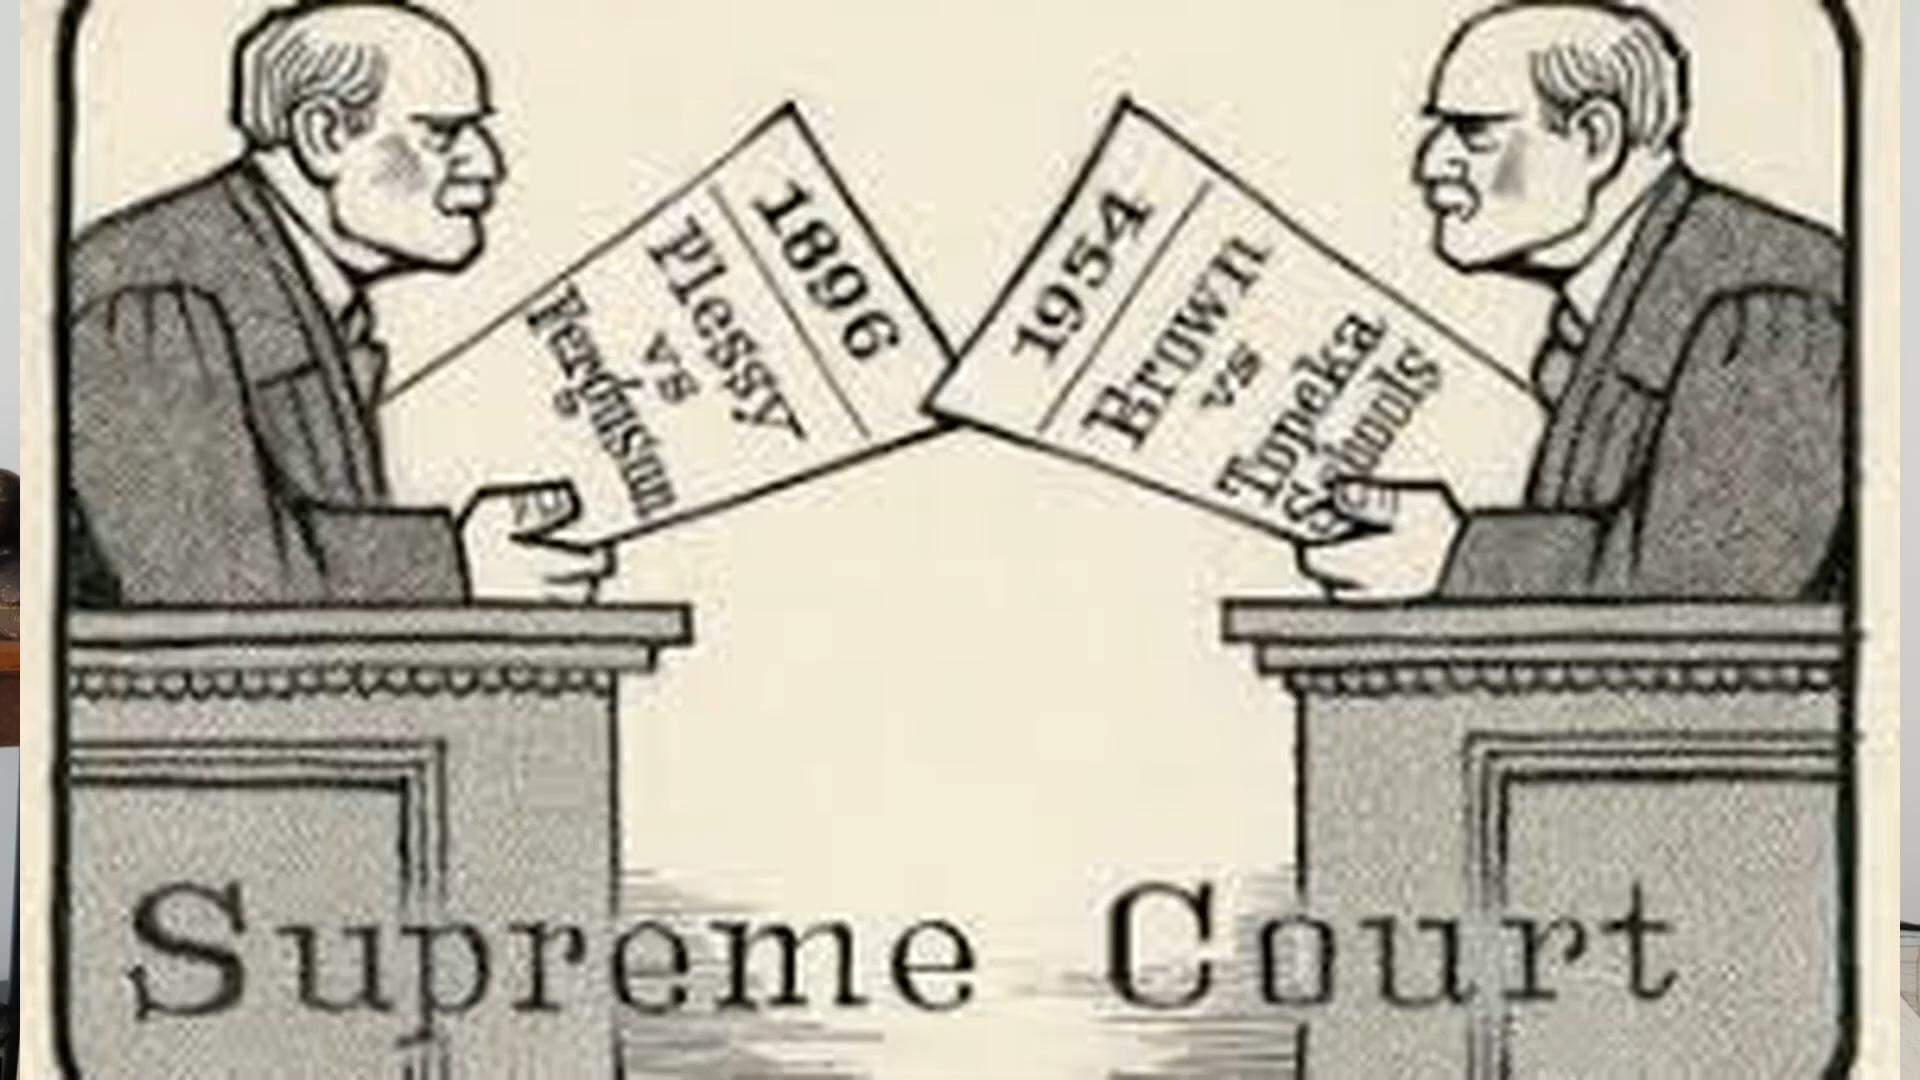 1896
Plessy
vs
Ferguson
1954
Brown
vs
Topeka
Schools
Supreme Court